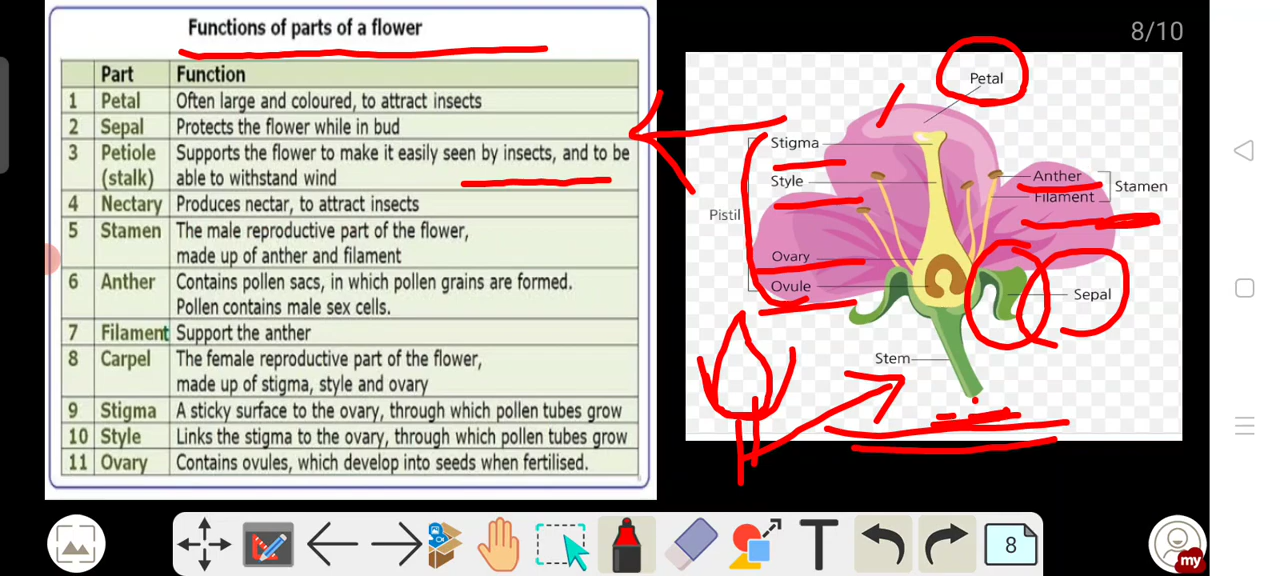 Functions of parts of a flower
Part Function
1 Petal Often large and coloured, to attract insects
2 Sepal Protects the flower while in bud
3 Petiole Supports the flower to make it easily seen by insects, and to be
(stalk) able to withstand wind
4 Nectary Produces nectar, to attract insects
5 Stamen The male reproductive part of the flower,
made up of anther and filament
6 Anther Contains pollen sacs, in which pollen grains are formed.
Pollen contains male sex cells.
7 Filament Support the anther
8 Carpel The female reproductive part of the flower,
made up of stigma, style and ovary
9 Stigma A sticky surface to the ovary, through which pollen tubes grow
10 Style Links the stigma to the ovary, through which pollen tubes grow
11 Ovary Contains ovules, which develop into seeds when fertilised.
8/10
Petal
Stigma
Style
Anther
Filament
Stamen
Pistil
Ovary
Ovule
Sepal
Stem
T
8
my